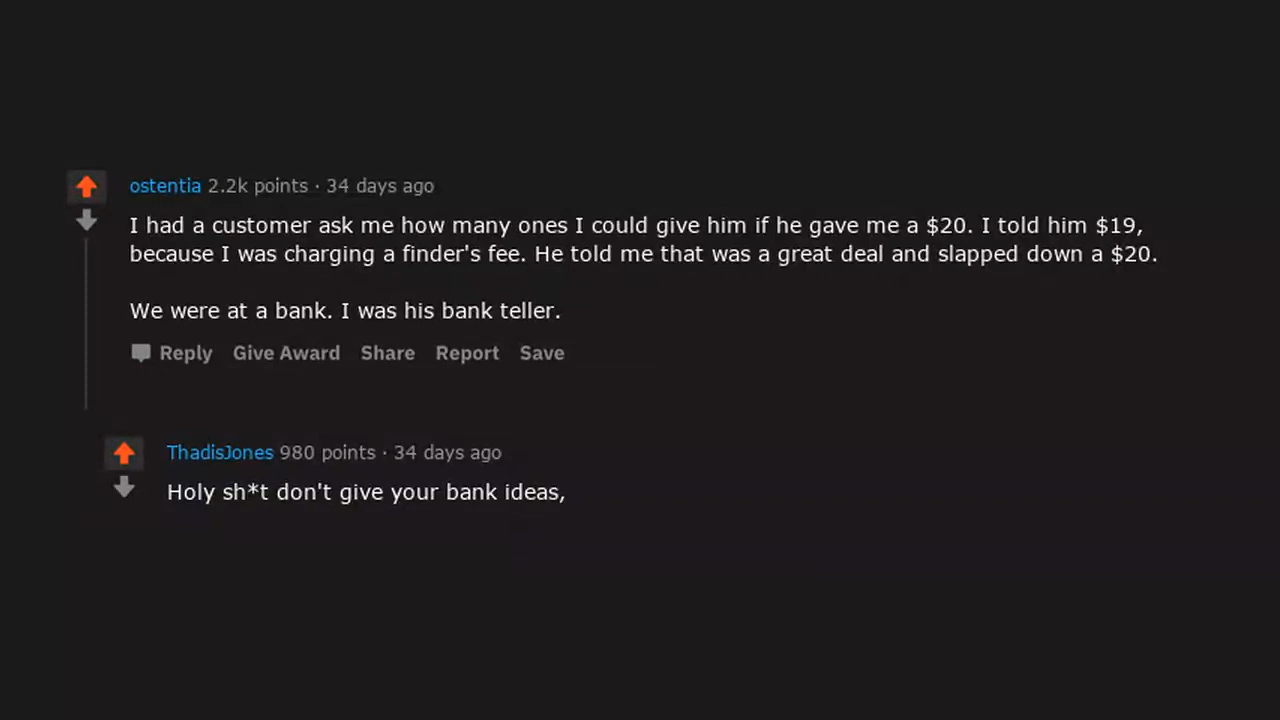 ostentia 2.2k points · 34 days ago
I had a customer ask me how many ones I could give him if he gave me a $20. I told him $19,
because I was charging a finder's fee. He told me that was a great deal and slapped down a $20.
We were at a bank. I was his bank teller.
Reply Give Award Share Report Save
ThadisJones 980 points · 34 days ago
Holy sh*t don't give your bank ideas,